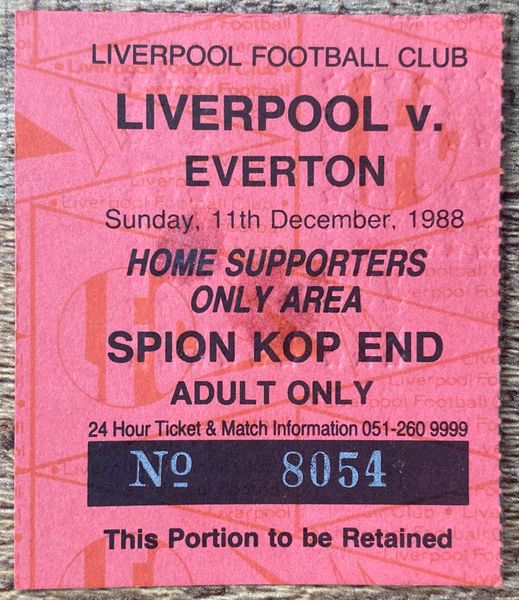 LIVERPOOL FOOTBALL CLUB
LIVERPOOL v.
EVERTON
Sunday, 11th December, 1988
HOME SUPPORTERS
ONLY AREA
SPION KOP END
ADULT ONLY
24 Hour Ticket & Match Information 051-260 9999
Nº 8054
This Portion to be Retained